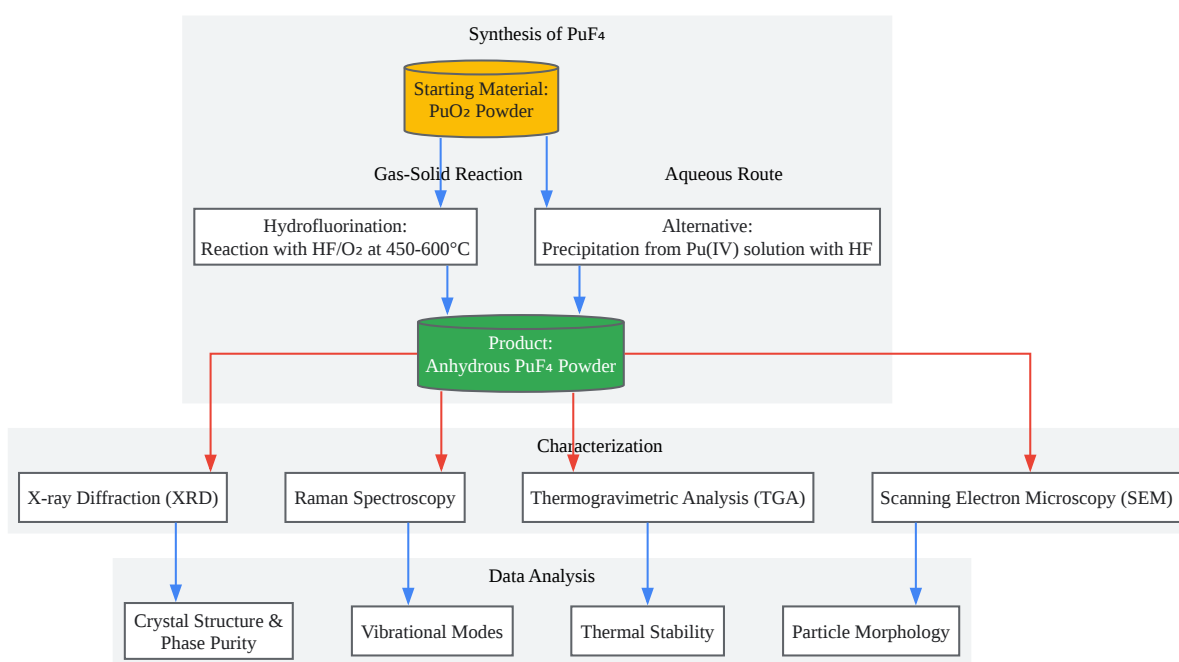 Synthesis of PuF₄
Starting Material:
PuO₂ Powder
Gas-Solid Reaction
Aqueous Route
Hydrofluorination:
Reaction with HF/O₂ at 450-600°C
Alternative:
Precipitation from Pu(IV) solution with HF
Product:
Anhydrous PuF₄ Powder
Characterization
X-ray Diffraction (XRD)
Raman Spectroscopy
Thermogravimetric Analysis (TGA)
Scanning Electron Microscopy (SEM)
Data Analysis
Crystal Structure &
Phase Purity
Vibrational Modes
Thermal Stability
Particle Morphology